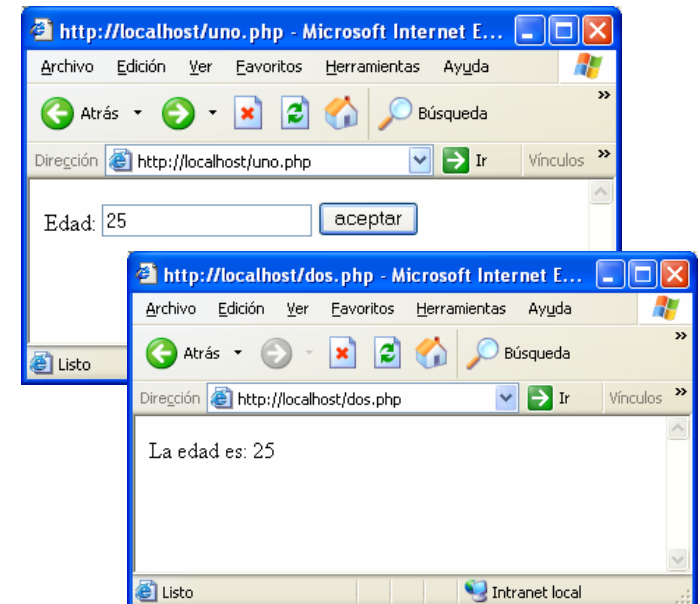 http://localhost/uno.php - Microsoft Internet E...
Archivo Edición Ver Favoritos Herramientas Ayuda
Atrás Búsqueda »
Dirección http://localhost/uno.php Ir Vínculos »
Edad: 25 aceptar
Listo
http://localhost/dos.php - Microsoft Internet E...
Archivo Edición Ver Favoritos Herramientas Ayuda
Atrás Búsqueda »
Dirección http://localhost/dos.php Ir Vínculos »
La edad es: 25
Listo Intranet local